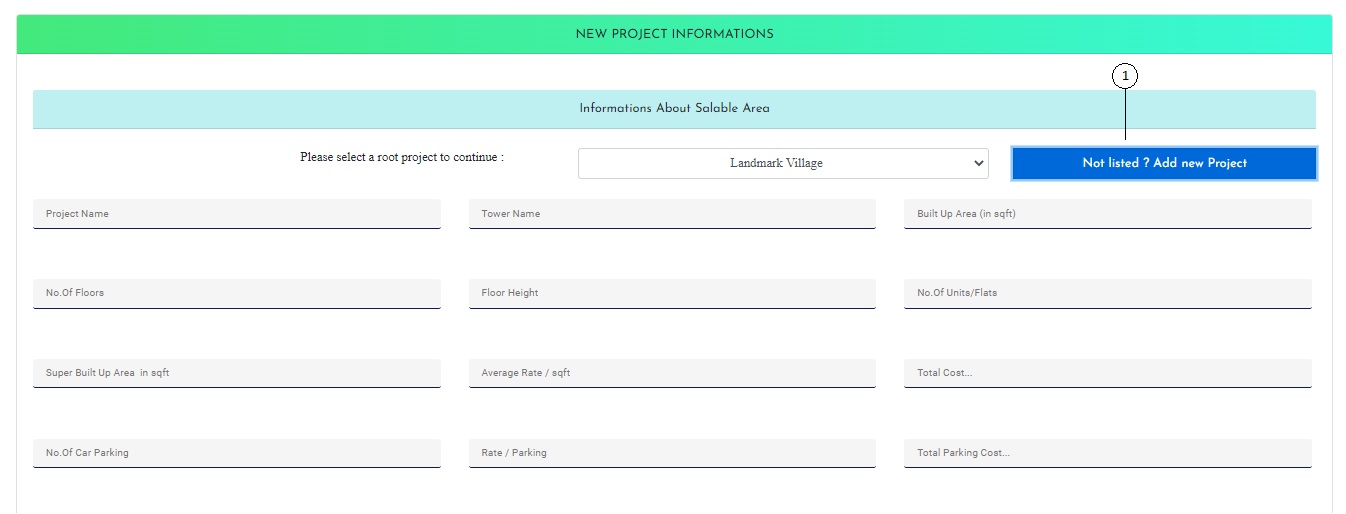 NEW PROJECT INFORMATIONS
1
Informations About Salable Area
Please select a root project to continue :
Landmark Village
Not listed ? Add new Project
Project Name
Tower Name
Built Up Area (in sqft)
No.Of Floors
Floor Height
No.Of Units/Flats
Super Built Up Area in sqft
Average Rate / sqft
Total Cost...
No.Of Car Parking
Rate / Parking
Total Parking Cost...